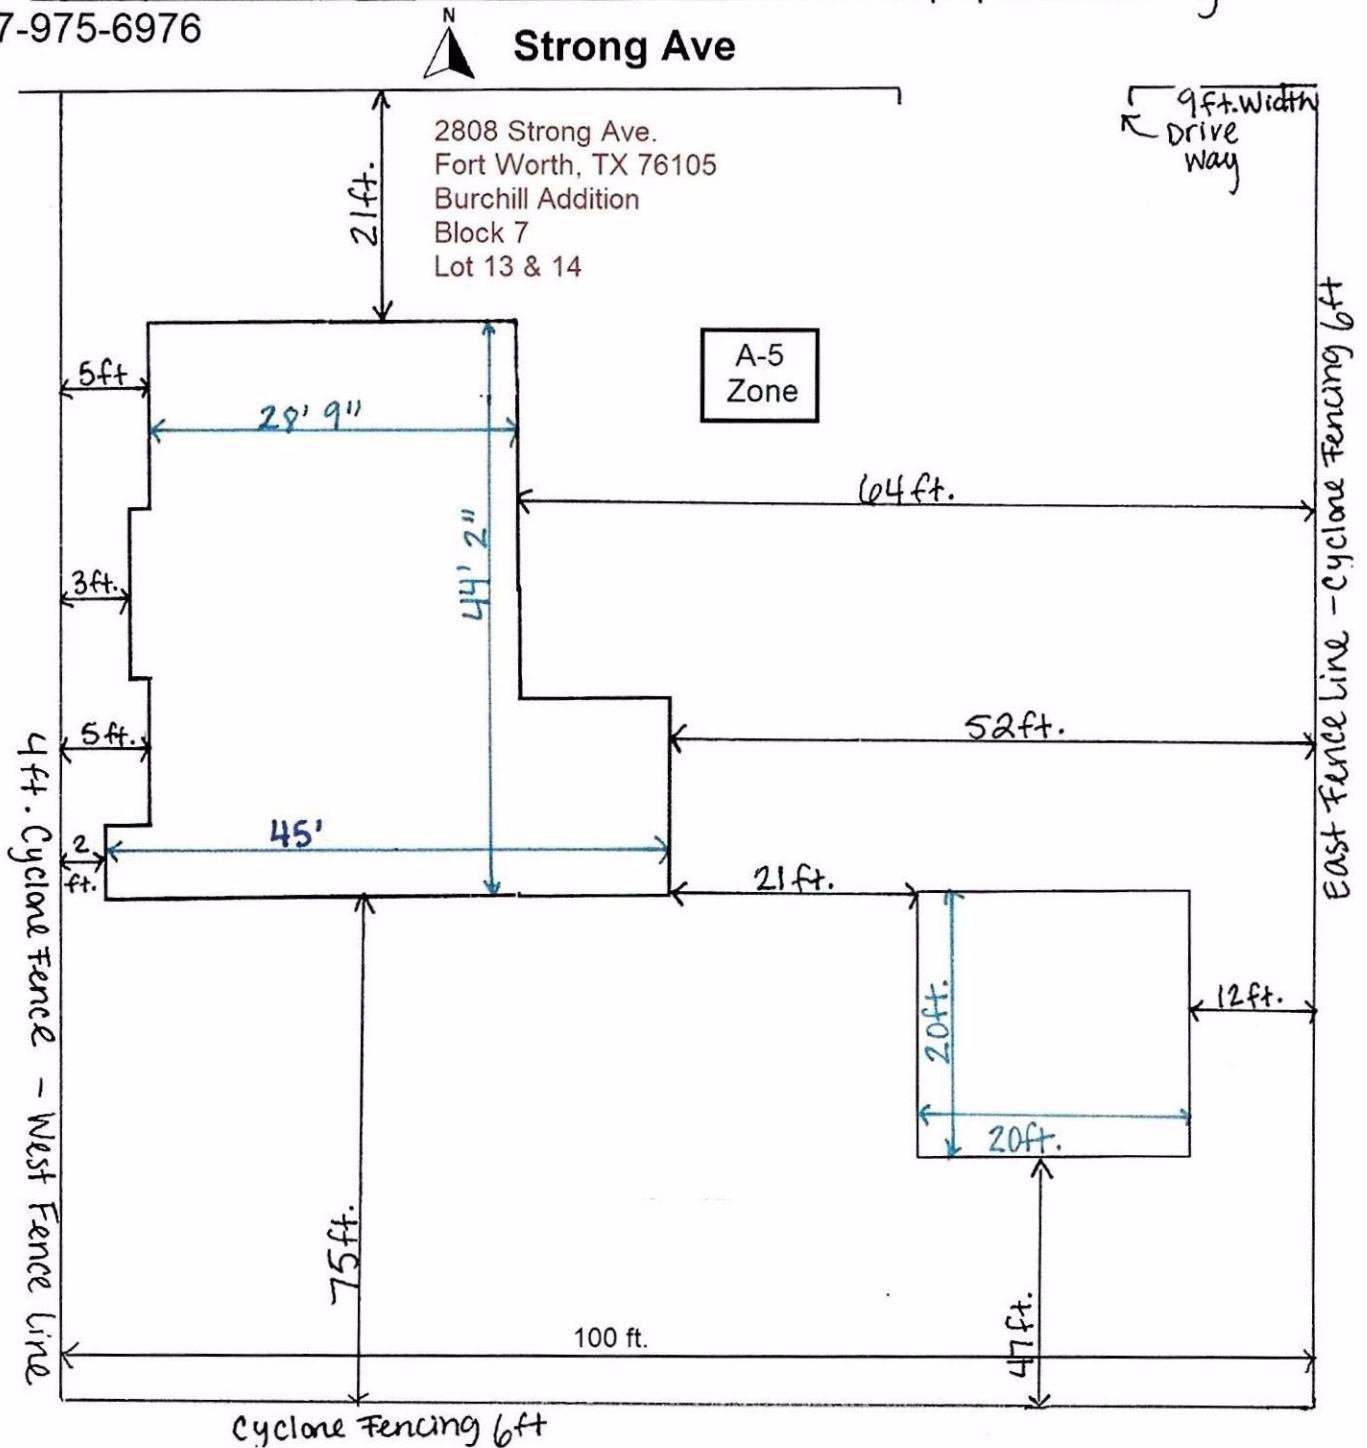 7-975-6976
N
Strong Ave
9ft.Width
Drive
Way
2808 Strong Ave.
Fort Worth, TX 76105
Burchill Addition
Block 7
Lot 13 & 14
21ft.
A-5
Zone
5ft
28' 9"
64ft.
44' 2"
3ft.
5ft.
52ft.
45'
2
ft.
21ft.
20ft.
20ft.
12ft.
75ft.
47ft.
100 ft.
4ft. Cyclone Fence - West Fence Line
East Fence Line - Cyclone Fencing 6ft
Cyclone Fencing 6ft